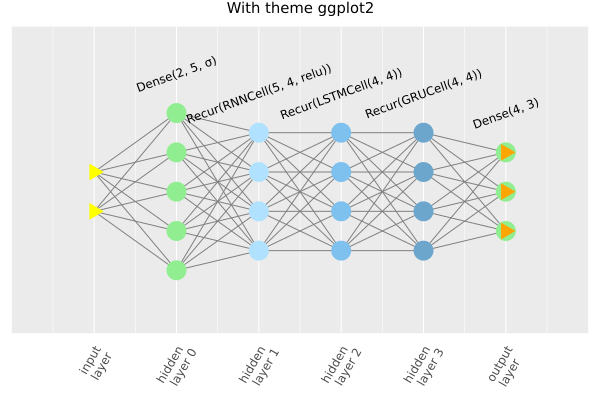 With theme ggplot2
Dense(2, 5, σ)
Recur(RNNCell(5, 4, relu))
Recur(LSTMCell(4, 4))
Recur(GRUCell(4, 4))
Dense(4, 3)
input
layer
hidden
layer 0
hidden
layer 1
hidden
layer 2
hidden
layer 3
output
layer